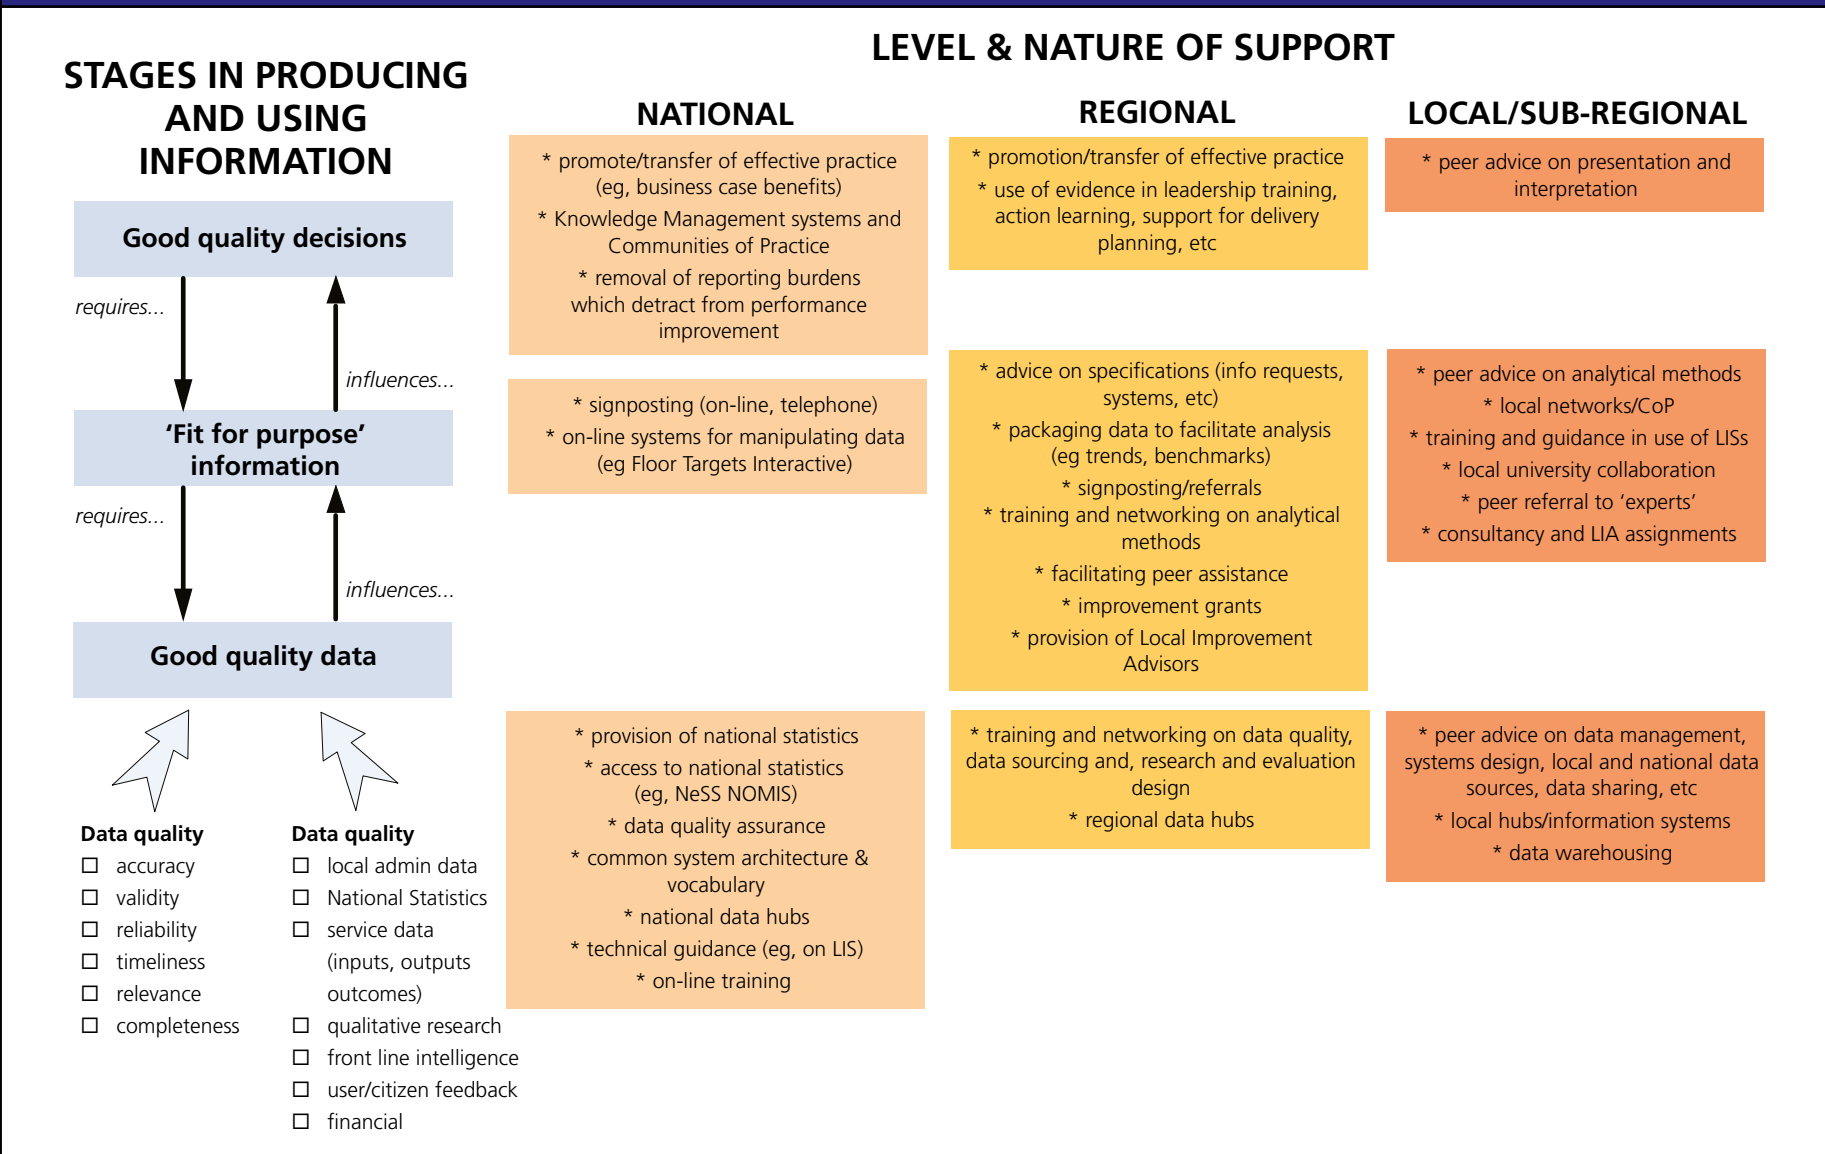 LEVEL & NATURE OF SUPPORT
STAGES IN PRODUCING
AND USING
INFORMATION
Good quality decisions
requires...
influences...
‘Fit for purpose’
information
requires...
influences...
Good quality data
Data quality
accuracy
validity
reliability
timeliness
relevance
completeness
Data quality
local admin data
National Statistics
service data
(inputs, outputs
outcomes)
qualitative research
front line intelligence
user/citizen feedback
financial
NATIONAL
* promote/transfer of effective practice
(eg, business case benefits)
* Knowledge Management systems and
Communities of Practice
* removal of reporting burdens
which detract from performance
improvement
* signposting (on-line, telephone)
* on-line systems for manipulating data
(eg Floor Targets Interactive)
* provision of national statistics
* access to national statistics
(eg, NeSS NOMIS)
* data quality assurance
* common system architecture &
vocabulary
* national data hubs
* technical guidance (eg, on LIS)
* on-line training
REGIONAL
* promotion/transfer of effective practice
* use of evidence in leadership training,
action learning, support for delivery
planning, etc
* advice on specifications (info requests,
systems, etc)
* packaging data to facilitate analysis
(eg trends, benchmarks)
* signposting/referrals
* training and networking on analytical
methods
* facilitating peer assistance
* improvement grants
* provision of Local Improvement
Advisors
* training and networking on data quality,
data sourcing and, research and evaluation
design
* regional data hubs
LOCAL/SUB-REGIONAL
* peer advice on presentation and
interpretation
* peer advice on analytical methods
* local networks/CoP
* training and guidance in use of LISs
* local university collaboration
* peer referral to ‘experts’
* consultancy and LIA assignments
* peer advice on data management,
systems design, local and national data
sources, data sharing, etc
* local hubs/information systems
* data warehousing